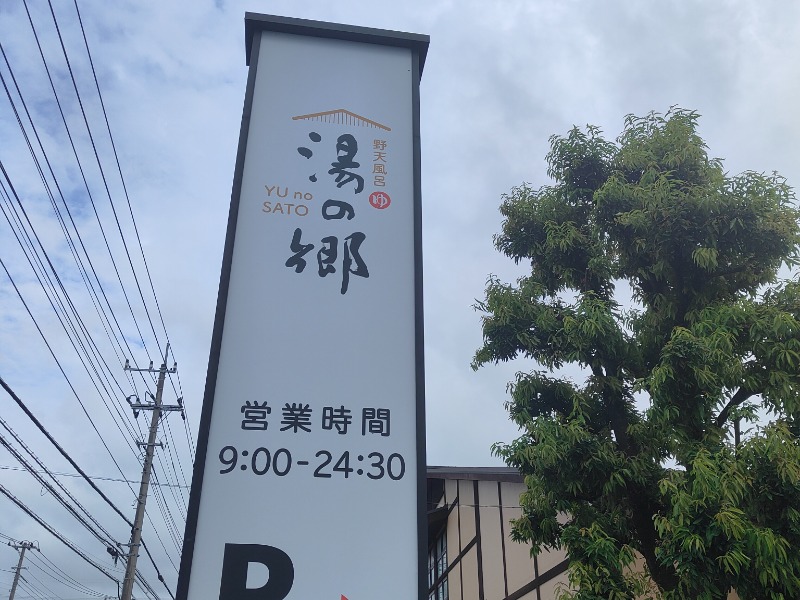 野天風呂
ゆ
湯の郷
YU no
SATO
営業時間
9:00-24:30
P